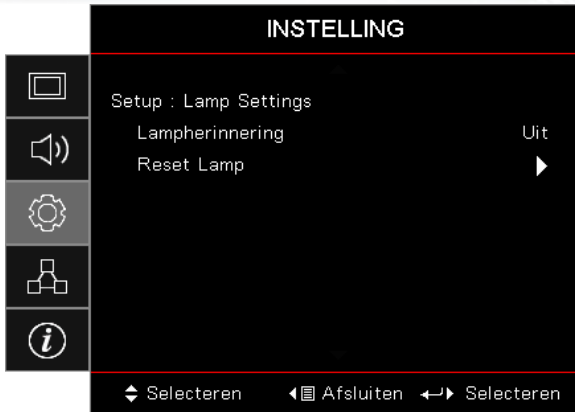 INSTELLING
Setup : Lamp Settings
Lampherinnering Uit
Reset Lamp
Selecteren Afsluiten Selecteren